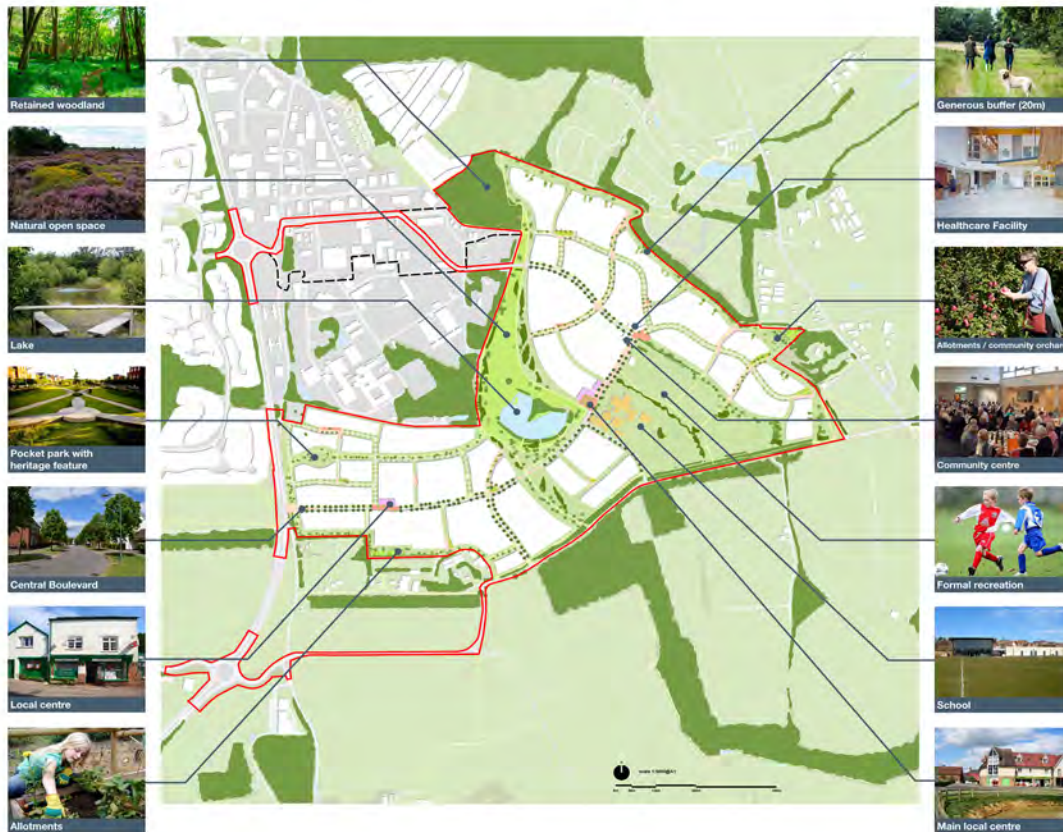 Retained woodland
Natural open space
Lake
Pocket park with
heritage feature
Central Boulevard
Local centre
Allotments
Generous buffer (20m)
Healthcare Facility
Allotments / community orchard
Community centre
Formal recreation
School
Main local centre